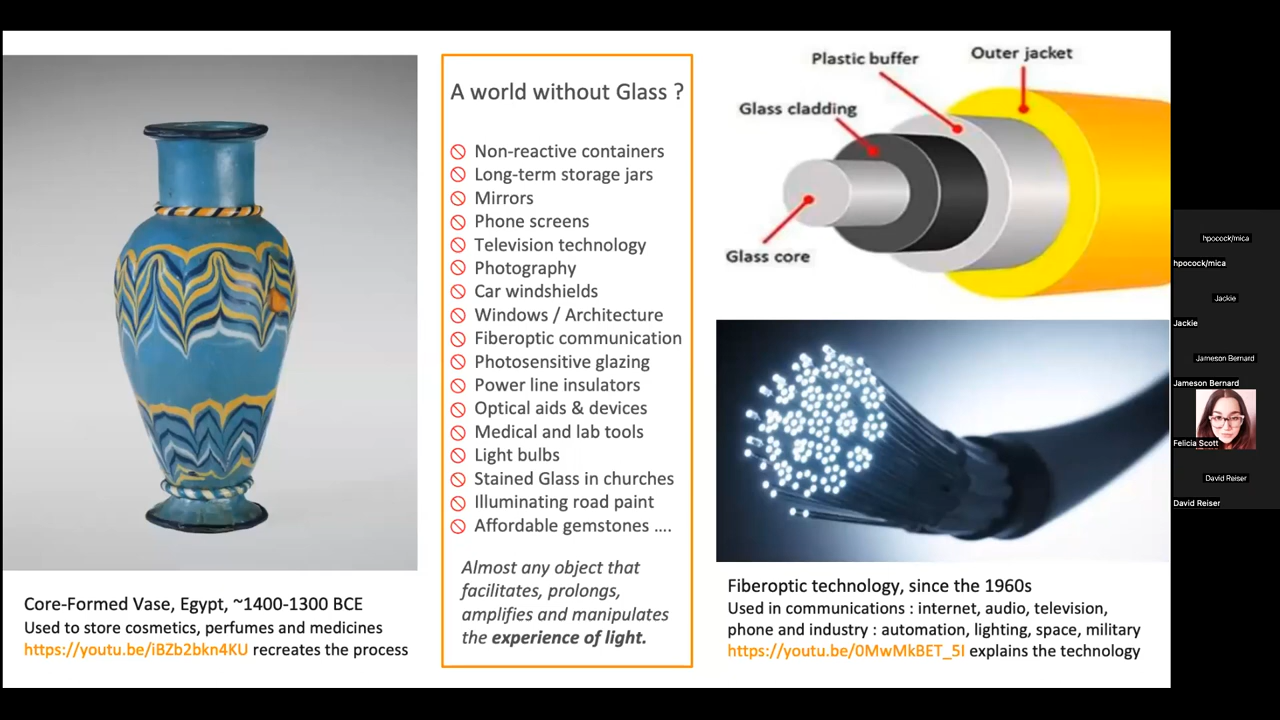 A world without Glass ?
Non-reactive containers
Long-term storage jars
Mirrors
Phone screens
Television technology
Photography
Car windshields
Windows / Architecture
Fiberoptic communication
Photosensitive glazing
Power line insulators
Optical aids & devices
Medical and lab tools
Light bulbs
Stained Glass in churches
Illuminating road paint
Affordable gemstones ....
Almost any object that
facilitates, prolongs,
amplifies and manipulates
the experience of light.
Core-Formed Vase, Egypt, ~1400-1300 BCE
Used to store cosmetics, perfumes and medicines
https://youtu.be/iBZb2bkn4KU recreates the process
Plastic buffer
Outer jacket
Glass cladding
Glass core
Fiberoptic technology, since the 1960s
Used in communications : internet, audio, television,
phone and industry : automation, lighting, space, military
https://youtu.be/0MwMkBET_5I explains the technology
hpocock/mica
hpocock/mica
Jackie
Jackie
Jameson Bernard
Jameson Bernard
Felicia Scott
David Reiser
David Reiser